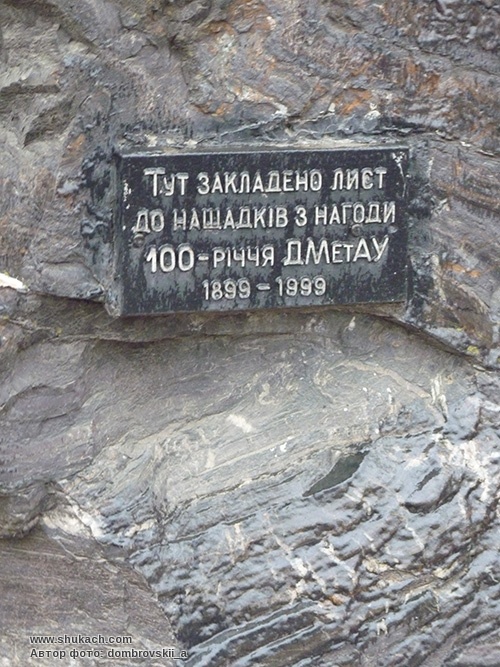 Тут закладено лист
до нащадків з нагоди
100-річчя ДМетАУ
1899 - 1999
www.shukach.com
Автор фото: dombrovskii_a